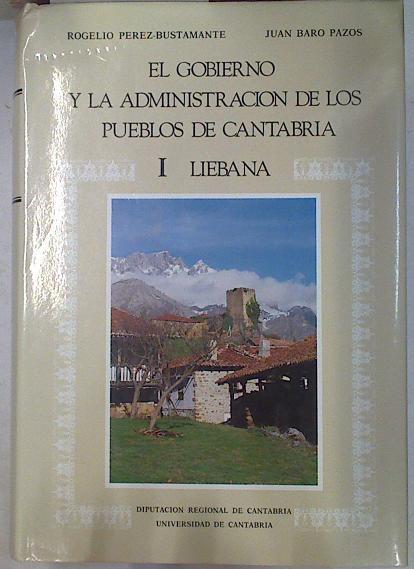 ROGELIO PEREZ-BUSTAMANTE JUAN BARO PAZOS
EL GOBIERNO
Y LA ADMINISTRACION DE LOS
PUEBLOS DE CANTABRIA
I LIEBANA
DIPUTACION REGIONAL DE CANTABRIA
UNIVERSIDAD DE CANTABRIA